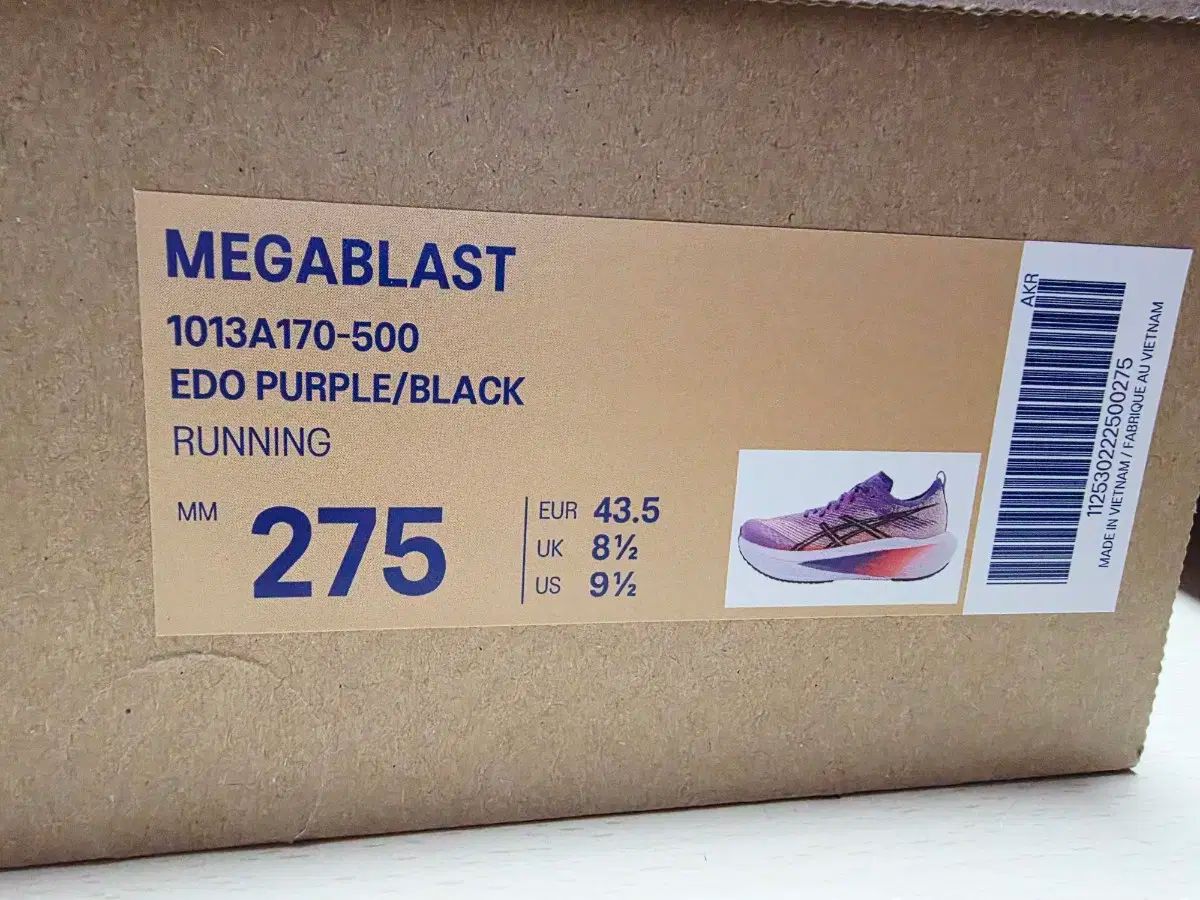 MEGABLAST
1013A170-500
EDO PURPLE/BLACK
RUNNING
MM 275
EUR 43.5
UK 8½
US 9½
AKR
1125302222500275
MADE IN VIETNAM / FABRIQUE AU VIETNAM